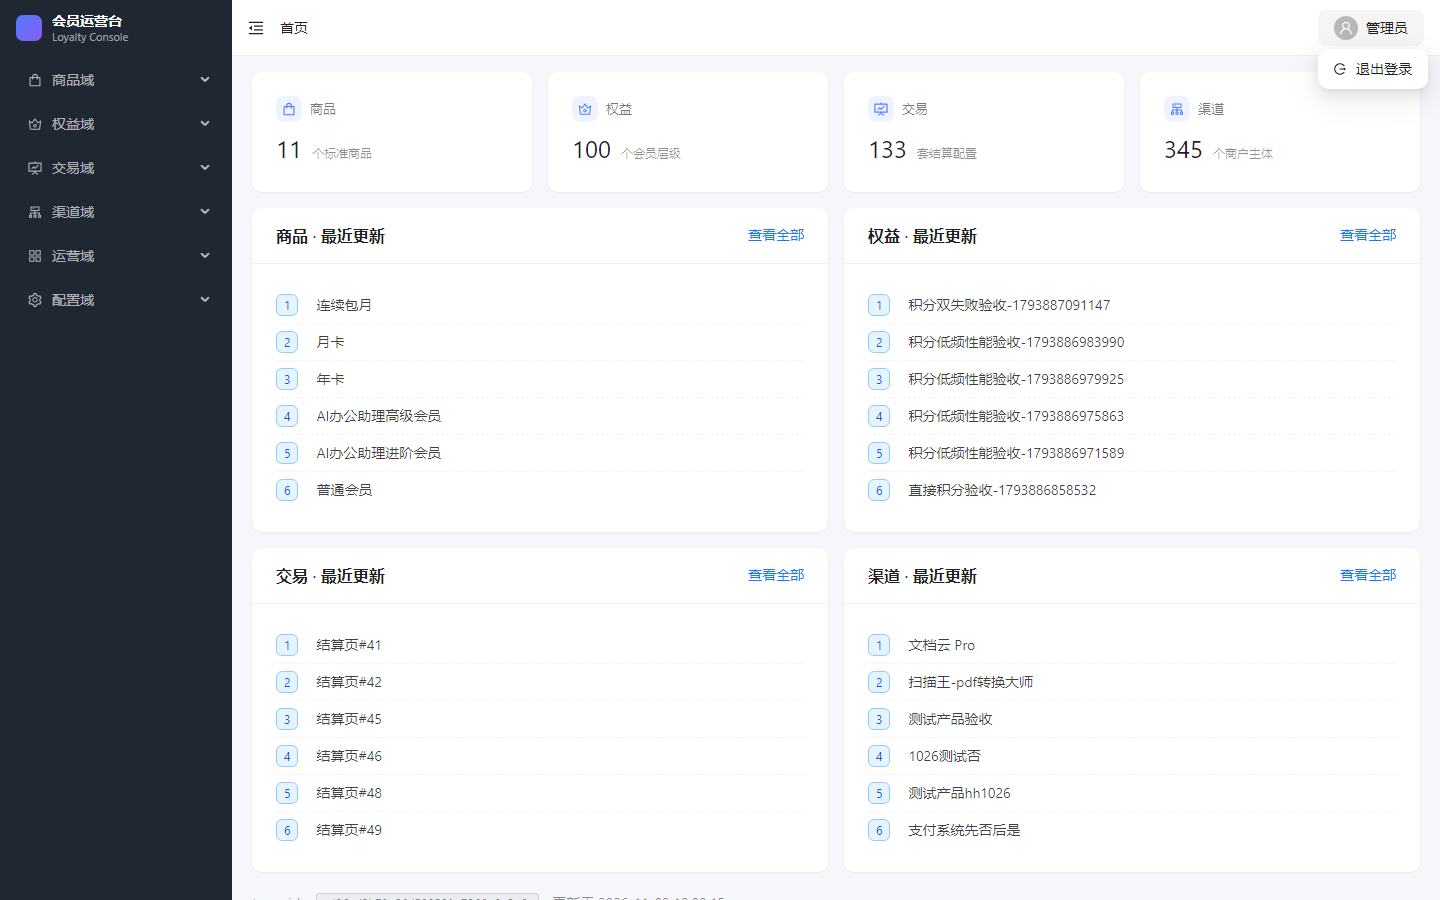 会员运营台
Loyalty Console
商品域
权益域
交易域
渠道域
运营域
配置域
首页
管理员
退出登录
商品
11 个标准商品
权益
100 个会员层级
交易
133 套结算配置
渠道
345 个商户主体
商品 · 最近更新
查看全部
1 连续包月
2 月卡
3 年卡
4 AI办公助理高级会员
5 AI办公助理进阶会员
6 普通会员
权益 · 最近更新
查看全部
1 积分双失败验收-1793887091147
2 积分低频性能验收-1793886983990
3 积分低频性能验收-1793886979925
4 积分低频性能验收-1793886975863
5 积分低频性能验收-1793886971589
6 直接积分验收-1793886858532
交易 · 最近更新
查看全部
1 结算页#41
2 结算页#42
3 结算页#45
4 结算页#46
5 结算页#48
6 结算页#49
渠道 · 最近更新
查看全部
1 文档云 Pro
2 扫描王-pdf转换大师
3 测试产品验收
4 1026测试否
5 测试产品hh1026
6 支付系统先否后是